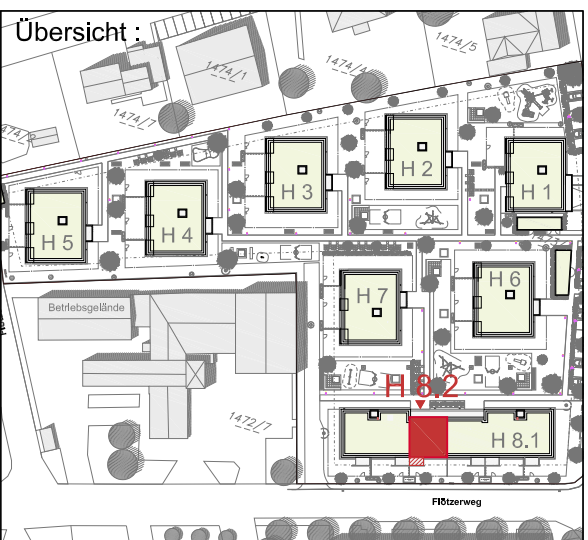 Übersicht :
1474/5
1474/1
1474/4
1474/7
H 2
H 3
H 1
H 4
H 5
H 6
H 7
Betriebsgelände
H 8.2
1472/7
H 8.1
Flötzerweg